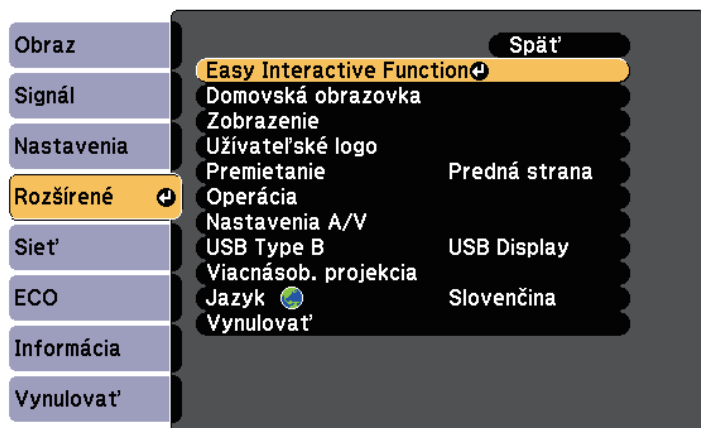 Obraz
Signál
Nastavenia
Rozšírené
Sieť
ECO
Informácia
Vynulovať
Späť
Easy Interactive Function
Domovská obrazovka
Zobrazenie
Užívateľské logo
Premietanie Predná strana
Operácia
Nastavenia A/V
USB Type B USB Display
Viacnásob. projekcia
Jazyk Slovenčina
Vynulovať